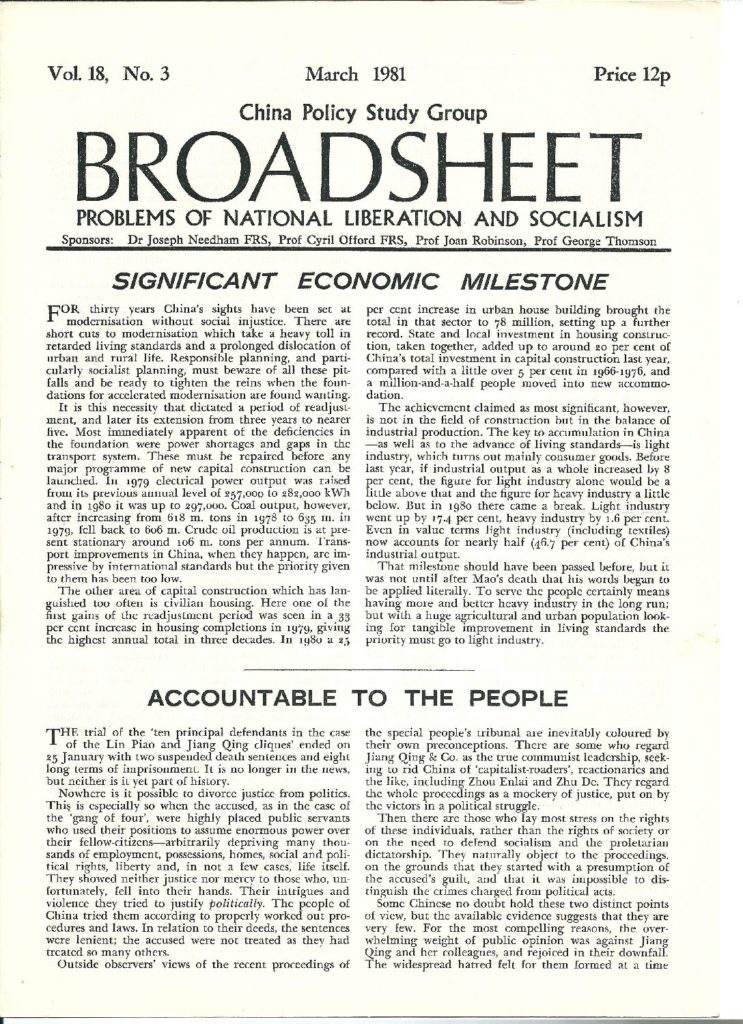 Vol. 18, No. 3
March 1981
Price 12p
China Policy Study Group
BROADSHEET
PROBLEMS OF NATIONAL LIBERATION AND SOCIALISM
Sponsors: Dr Joseph Needham FRS, Prof Cyril Offord FRS, Prof Joan Robinson, Prof George Thomson
SIGNIFICANT ECONOMIC MILESTONE
FOR thirty years China's sights have been set at
modernisation without social injustice. There are
short cuts to modernisation which take a heavy toll in
retarded living standards and a prolonged dislocation of
urban and rural life. Responsible planning, and parti-
cularly socialist planning, must beware of all these pit-
falls and be ready to tighten the reins when the foun-
dations for accelerated modernisation are found wanting.
It is this necessity that dictated a period of readjust-
ment, and later its extension from three years to nearer
five. Most immediately apparent of the deficiencies in
the foundation were power shortages and gaps in the
transport system. These must be repaired before any
major programme of new capital construction can be
launched. In 1979 electrical power output was raised
from its previous annual level of 257,000 to 282,000 kWh
and in 1980 it was up to 297,000. Coal output, however,
after increasing from 618 m. tons in 1978 to 635 m. in
1979, fell back to 606 m. Crude oil production is at pre-
sent stationary around 106 m. tons per annum. Trans-
port improvements in China, when they happen, are im-
pressive by international standards but the priority given
to them has been too low.
The other area of capital construction which has lan-
guished too often is civilian housing. Here one of the
first gains of the readjustment period was seen in a 33
per cent increase in housing completions in 1979, giving
the highest annual total in three decades. In 1980 a 25
per cent increase in urban house building brought the
total in that sector to 78 million, setting up a further
record. State and local investment in housing construc-
tion, taken together, added up to around 20 per cent of
China's total investment in capital construction last year,
compared with a little over 5 per cent in 1966-1976, and
a million-and-a-half people moved into new accommo-
dation.
The achievement claimed as most significant, however,
is not in the field of construction but in the balance of
industrial production. The key to accumulation in China
—as well as to the advance of living standards—is light
industry, which turns out mainly consumer goods. Before
last year, if industrial output as a whole increased by 8
per cent, the figure for light industry alone would be a
little above that and the figure for heavy industry a little
below. But in 1980 there came a break. Light industry
went up by 17.4 per cent, heavy industry by 1.6 per cent.
Even in value terms light industry (including textiles)
now accounts for nearly half (46.7 per cent) of China's
industrial output.
That milestone should have been passed before, but it
was not until after Mao's death that his words began to
be applied literally. To serve the people certainly means
having more and better heavy industry in the long run;
but with a huge agricultural and urban population look-
ing for tangible improvement in living standards the
priority must go to light industry.
ACCOUNTABLE TO THE PEOPLE
THE trial of the 'ten principal defendants in the case
of the Lin Piao and Jiang Qing cliques' ended on
25 January with two suspended death sentences and eight
long terms of imprisonment. It is no longer in the news,
but neither is it yet part of history.
Nowhere is it possible to divorce justice from politics.
This is especially so when the accused, as in the case of
the 'gang of four', were highly placed public servants
who used their positions to assume enormous power over
their fellow-citizens—arbitrarily depriving many thou-
sands of employment, possessions, homes, social and poli-
tical rights, liberty and, in not a few cases, life itself.
They showed neither justice nor mercy to those who, un-
fortunately, fell into their hands. Their intrigues and
violence they tried to justify politically. The people of
China tried them according to properly worked out pro-
cedures and laws. In relation to their deeds, the sentences
were lenient; the accused were not treated as they had
treated so many others.
Outside observers' views of the recent proceedings of
the special people's tribunal are inevitably coloured by
their own preconceptions. There are some who regard
Jiang Qing & Co. as the true communist leadership, seek-
ing to rid China of 'capitalist-roaders', reactionaries and
the like, including Zhou Enlai and Zhu De. They regard
the whole proceedings as a mockery of justice, put on by
the victors in a political struggle.
Then there are those who lay most stress on the rights
of these individuals, rather than the rights of society or
on the need to defend socialism and the proletarian
dictatorship. They naturally object to the proceedings,
on the grounds that they started with a presumption of
the accused's guilt, and that it was impossible to dis-
tinguish the crimes charged from political acts.
Some Chinese no doubt hold these two distinct points
of view, but the available evidence suggests that they are
very few. For the most compelling reasons, the over-
whelming weight of public opinion was against Jiang
Qing and her colleagues, and rejoiced in their downfall.
The widespread hatred felt for them formed at a time